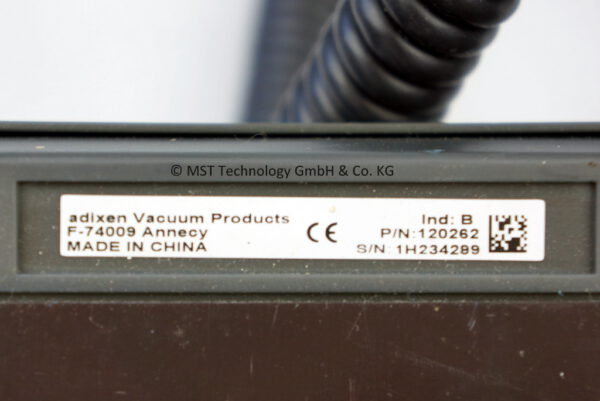 © MST Technology GmbH & Co. KG
adixen Vacuum Products
F-74009 Annecy
MADE IN CHINA
CE
Ind: B
P/N:120262
S/N: 1H234289